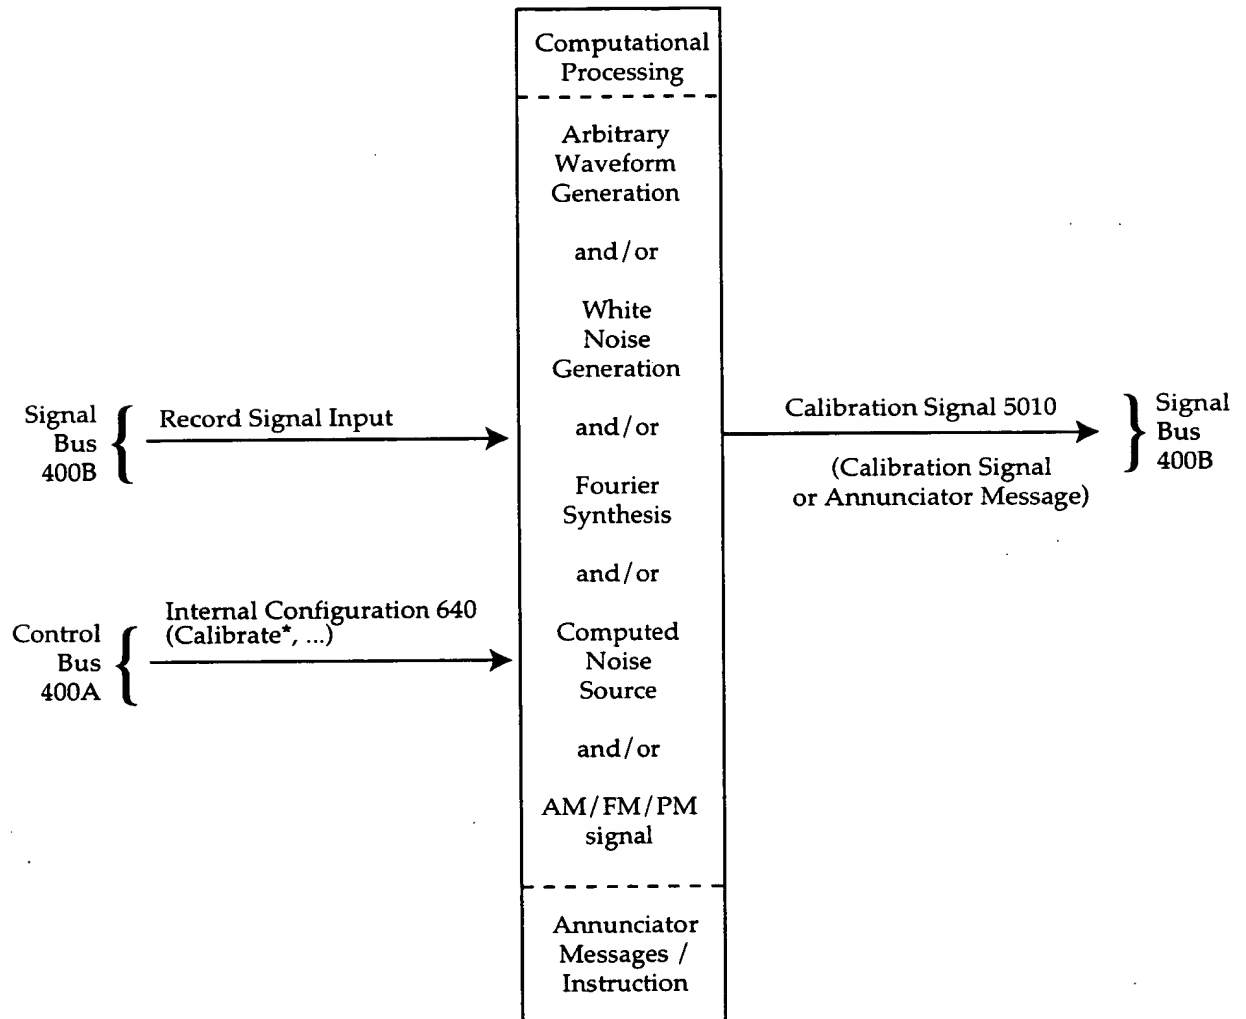 Computational
Processing
Arbitrary
Waveform
Generation
and/or
White
Noise
Generation
and/or
Fourier
Synthesis
and/or
Computed
Noise
Source
and/or
AM/FM/PM
signal
Annunciator
Messages /
Instruction
Signal
Bus
400B
Record Signal Input
Control
Bus
400A
Internal Configuration 640
(Calibrate*, ...)
Calibration Signal 5010
(Calibration Signal
or Annunciator Message)
Signal
Bus
400B